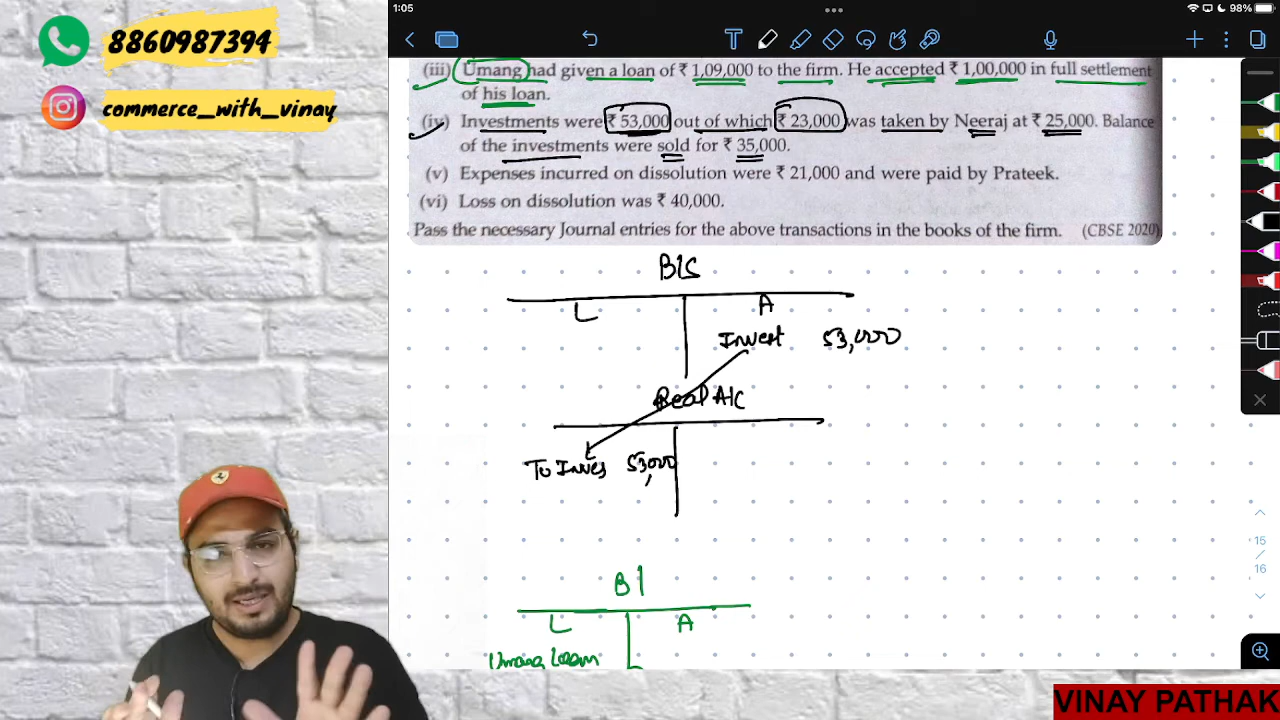 8860987394
commerce_with_vinay
1:05
98%
(iii) Umang had given a loan of ₹ 1,09,000 to the firm. He accepted ₹ 1,00,000 in full settlement
of his loan.
(iv) Investments were ₹ 53,000 out of which ₹ 23,000 was taken by Neeraj at ₹ 25,000. Balance
of the investments were sold for ₹ 35,000.
(v) Expenses incurred on dissolution were ₹ 21,000 and were paid by Prateek.
(vi) Loss on dissolution was ₹ 40,000.
Pass the necessary Journal entries for the above transactions in the books of the firm. (CBSE 2020)
B/S
L A
Invest 53,000
Real A/C
To Inves 53,000
B/
L A
Umang Loan
15
/
16
VINAY PATHAK